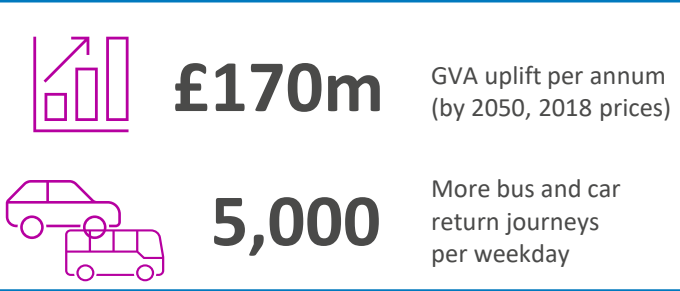 £170m
GVA uplift per annum
(by 2050, 2018 prices)
5,000
More bus and car
return journeys
per weekday